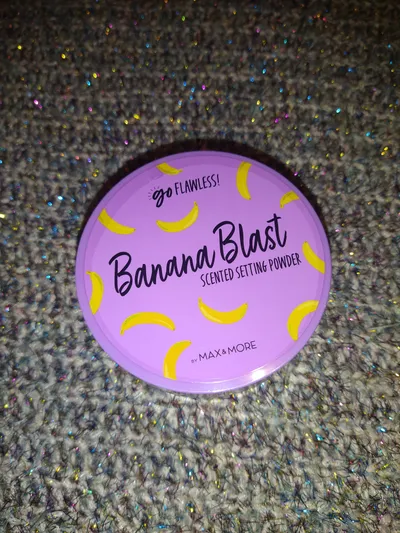 go FLAWLESS!
Banana Blast
SCENTED SETTING POWDER
BY MAX&MORE